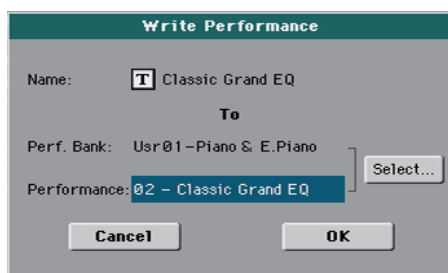 Write Performance
Name: T Classic Grand EQ
To
Perf. Bank: Usr01-Piano & E.Piano
Select...
Performance: 02 - Classic Grand EQ
Cancel OK